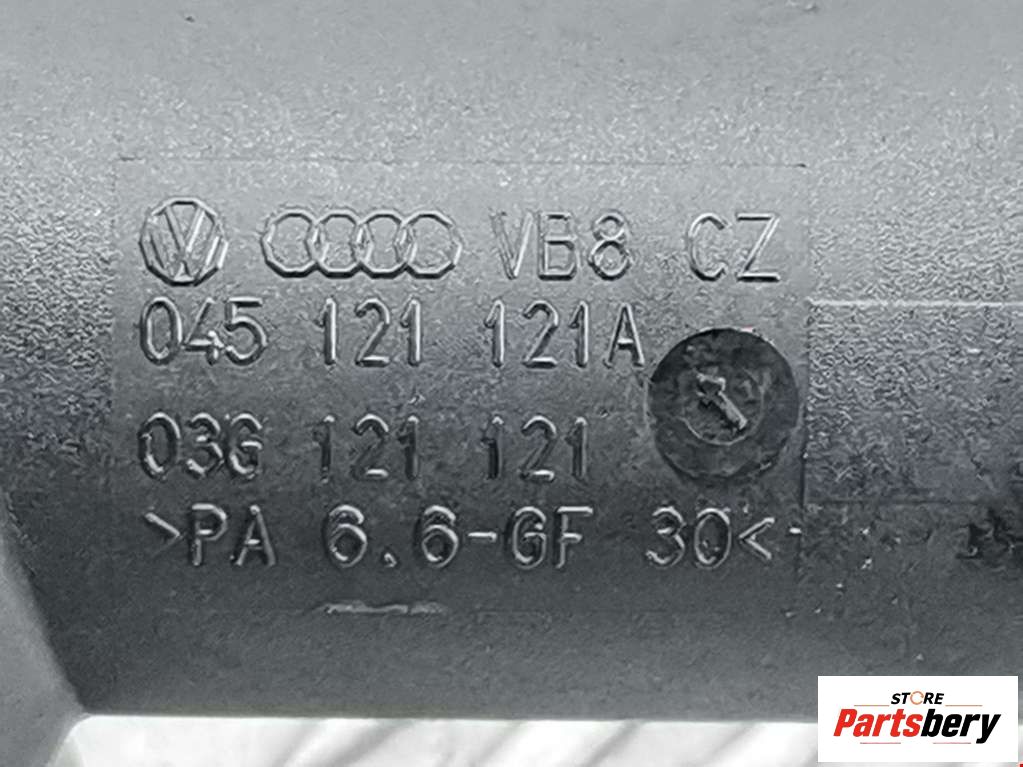 VB8 CZ
045 121 121A
03G 121 121
>PA 6.6-GF 30<
STORE
Partsbery